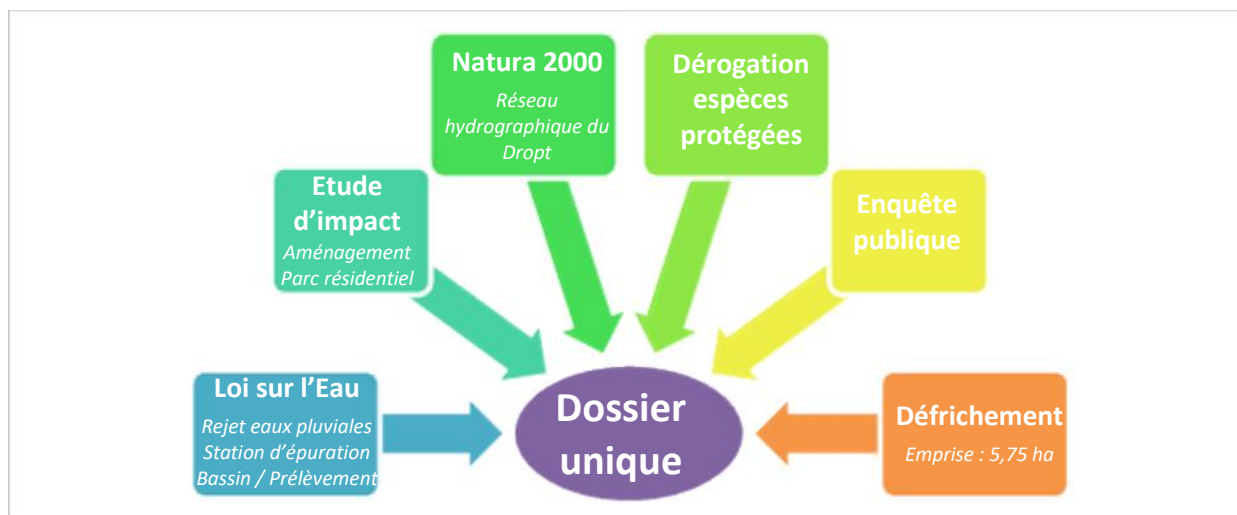 Natura 2000
Réseau
hydrographique du
Dropt
Dérogation
espèces
protégées
Etude
d’impact
Aménagement
Parc résidentiel
Enquête
publique
Loi sur l’Eau
Rejet eaux pluviales
Station d’épuration
Bassin / Prélèvement
Dossier
unique
Défrichement
Emprise : 5,75 ha